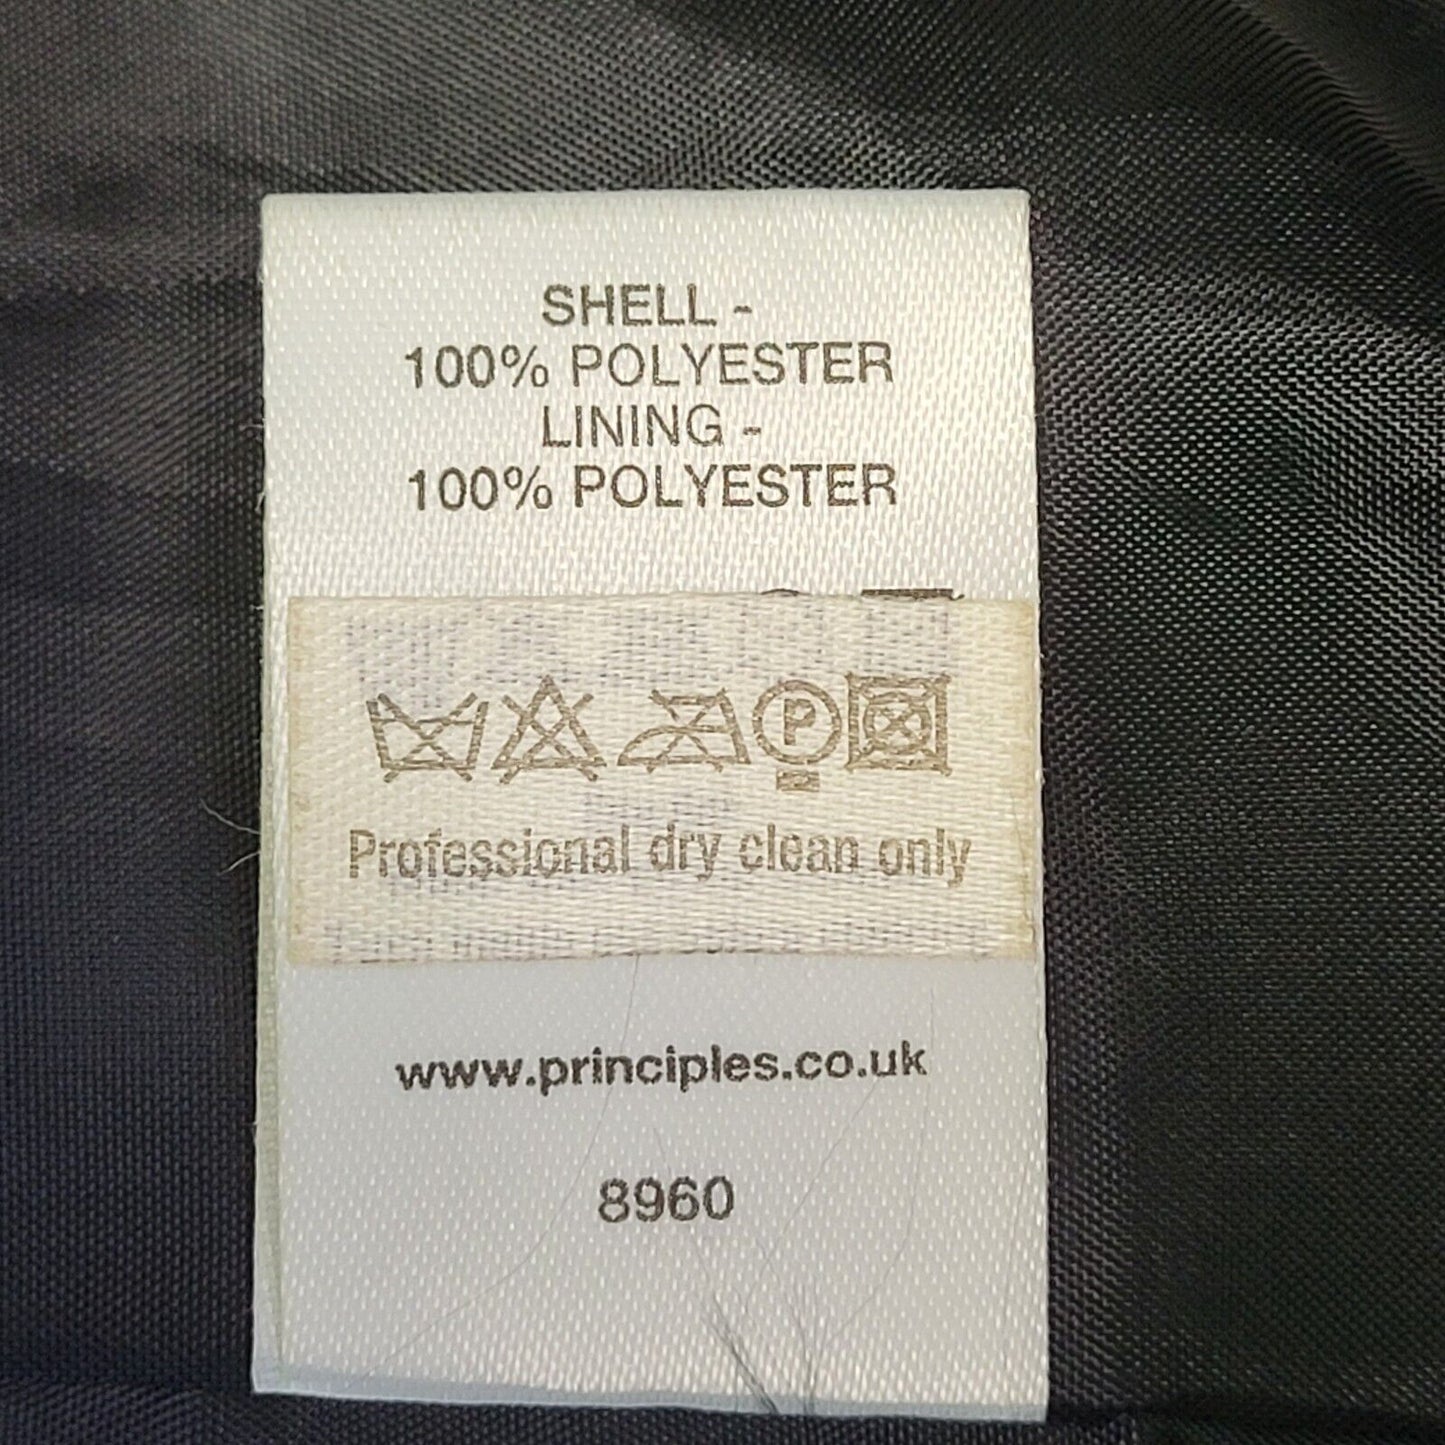 SHELL -
100% POLYESTER
LINING -
100% POLYESTER
P
Professional dry clean only
www.principles.co.uk
8960